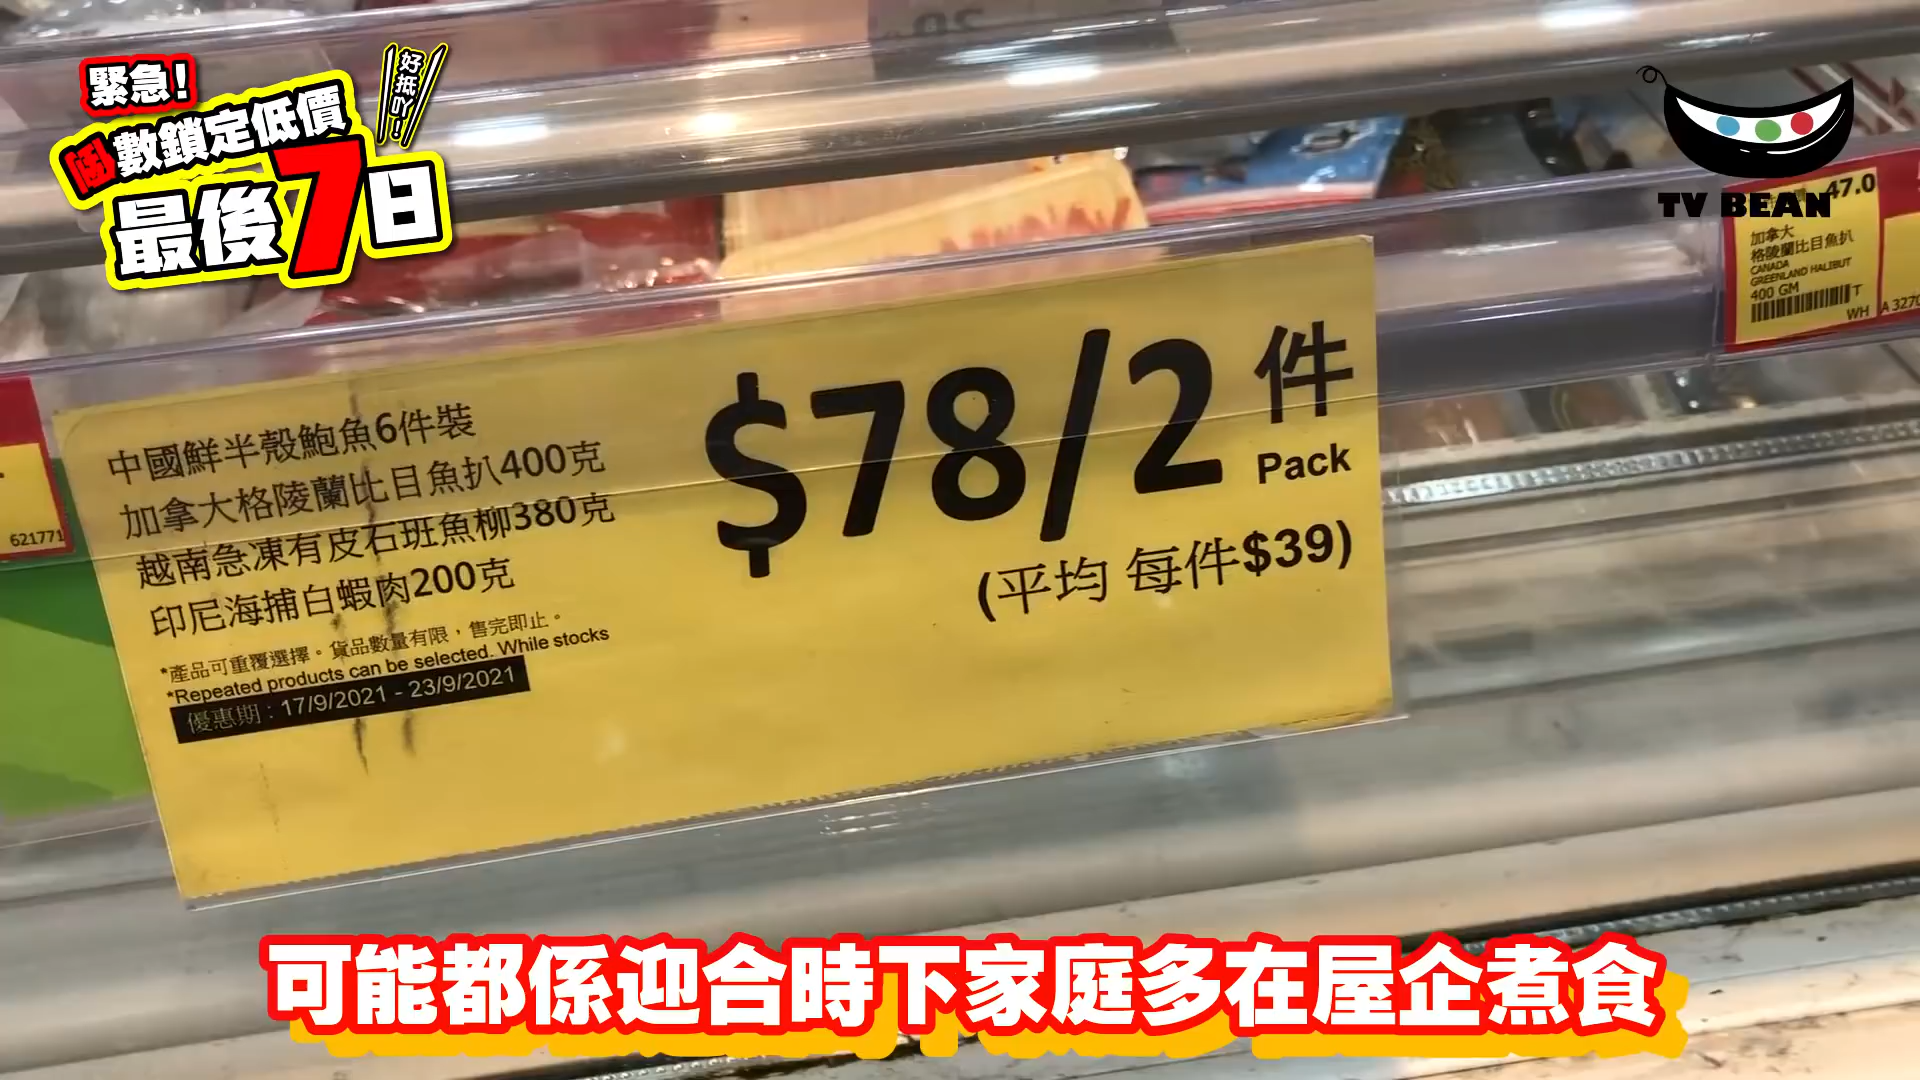 緊急！
倒數鎖定低價
最後7日
好抵吖！
TV BEAN
47.0
加拿大
格陵蘭比目魚扒
CANADA
GREENLAND HALIBUT
400 GM
T
WH
A 3270
621771
中國鮮半殼鮑魚6件裝
加拿大格陵蘭比目魚扒400克
越南急凍有皮石班魚柳380克
印尼海捕白蝦肉200克
*產品可重覆選擇。貨品數量有限，售完即止。
*Repeated products can be selected. While stocks
優惠期：17/9/2021 - 23/9/2021
$78/2件
Pack
(平均 每件$39)
可能都係迎合時下家庭多在屋企煮食